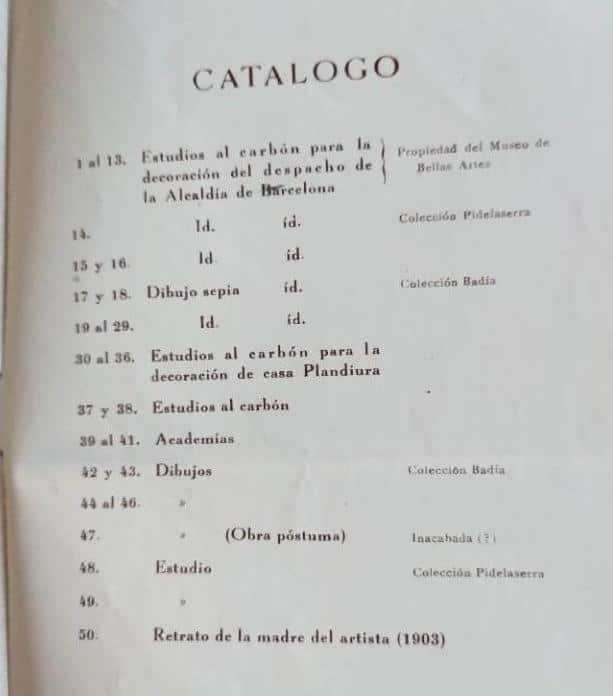 CATALOGO
1 al 13. Estudios al carbón para la } Propiedad del Museo de
decoración del despacho de } Bellas Artes
la Alcaldía de Barcelona
14. Id. íd. Colección Pidelaserra
15 y 16. Id íd.
17 y 18. Dibujo sepia íd. Colección Badía
19 al 29. Id. íd.
30 al 36. Estudios al carbón para la
decoración de casa Plandiura
37 y 38. Estudios al carbón
39 al 41. Academias
42 y 43. Dibujos Colección Badía
44 al 46. »
47. » (Obra póstuma) Inacabada (?)
48. Estudio Colección Pidelaserra
49. »
50. Retrato de la madre del artista (1903)